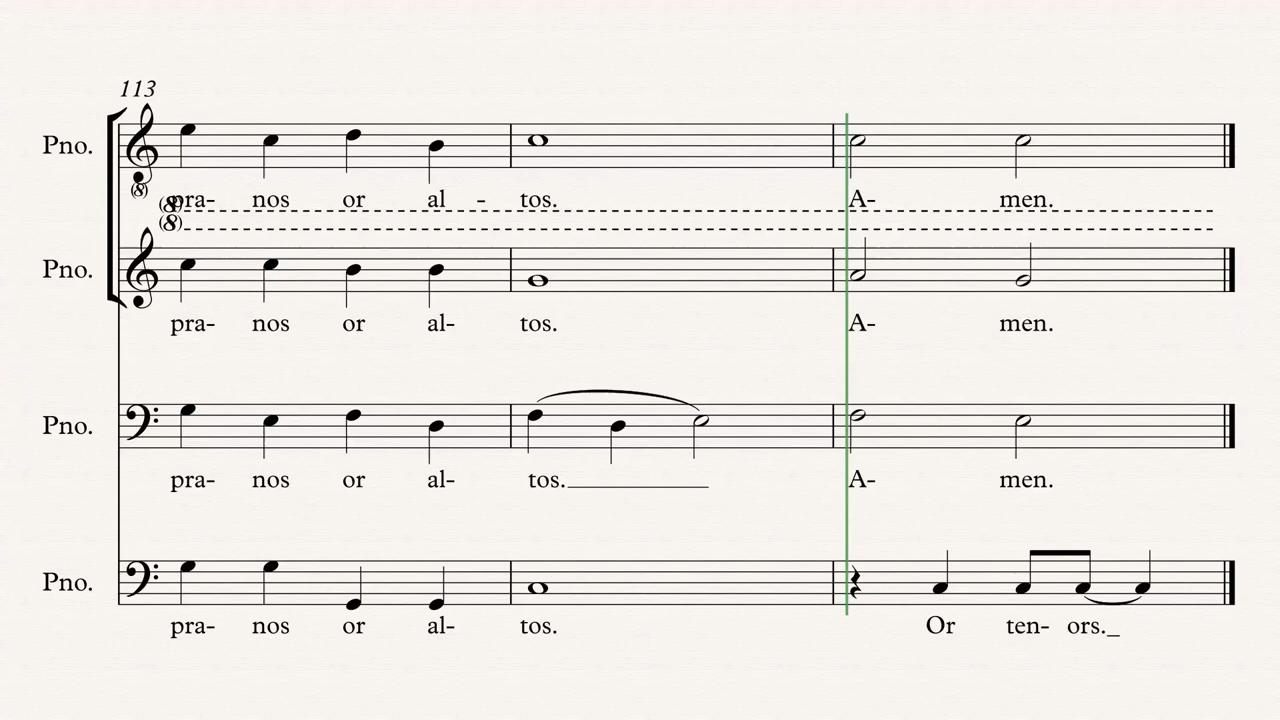 113
Pno.
(8)
pra- nos or al - tos. A- men.
(8)
(8)
Pno.
pra- nos or al- tos. A- men.
Pno.
pra- nos or al- tos. A- men.
Pno.
pra- nos or al- tos. Or ten- ors._